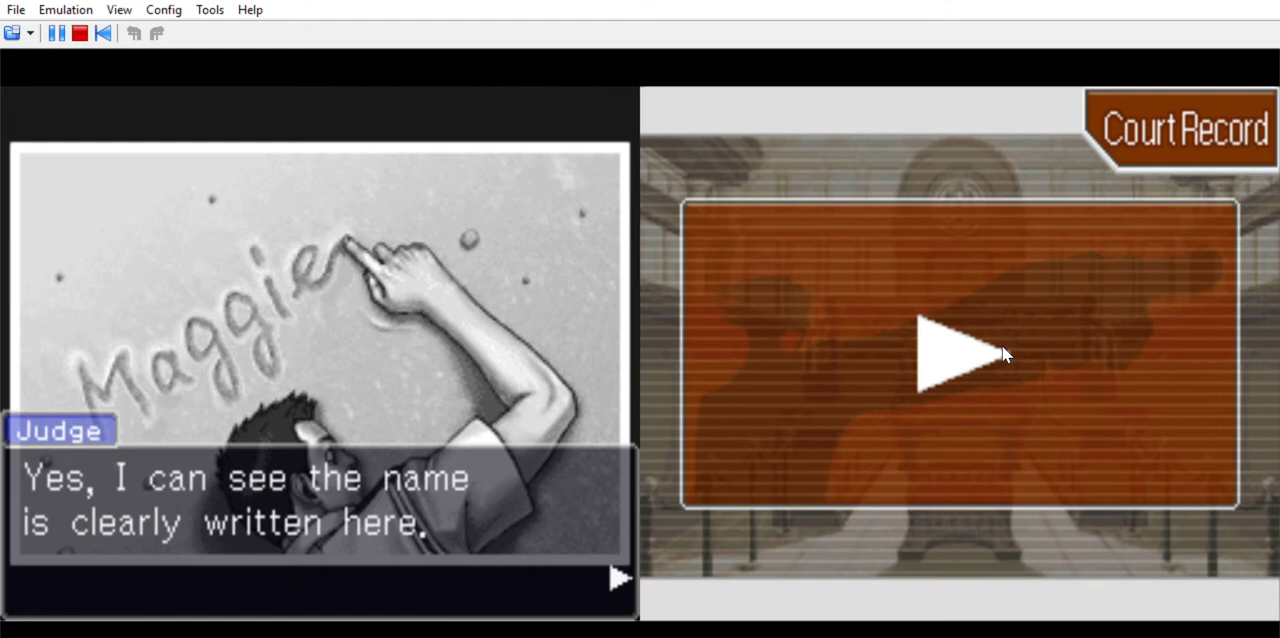 File Emulation View Config Tools Help
Court Record
Maggie
Judge
Yes, I can see the name
is clearly written here.